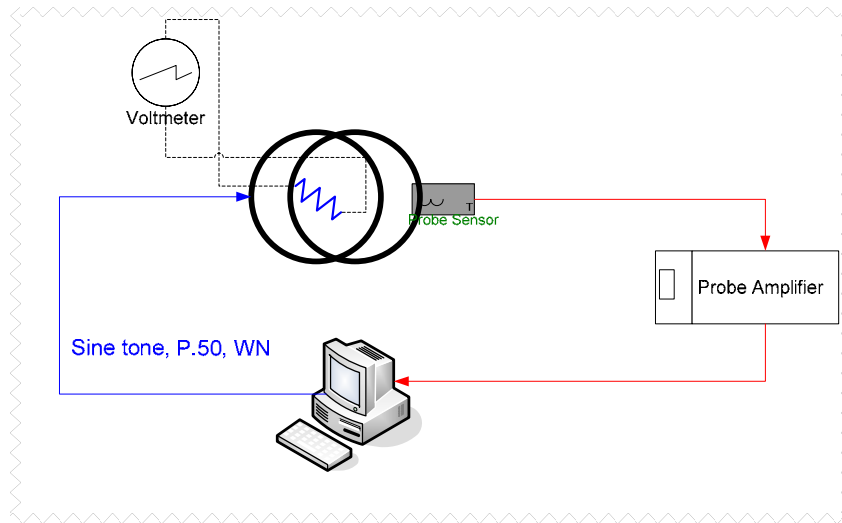 Voltmeter
T
Probe Sensor
Probe Amplifier
Sine tone, P.50, WN